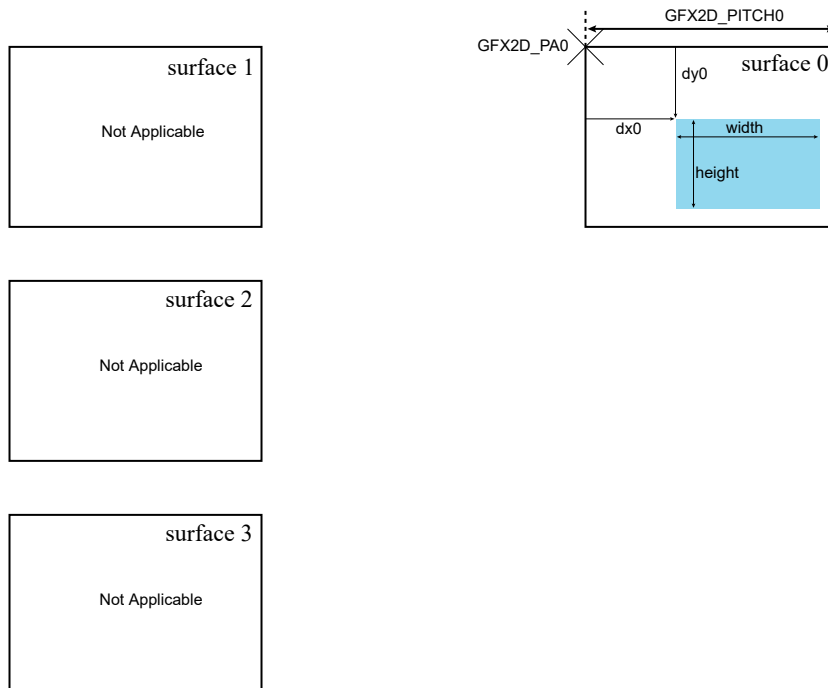 GFX2D_PITCH0
GFX2D_PA0
surface 1
surface 0
dy0
Not Applicable
dx0
width
height
surface 2
Not Applicable
surface 3
Not Applicable